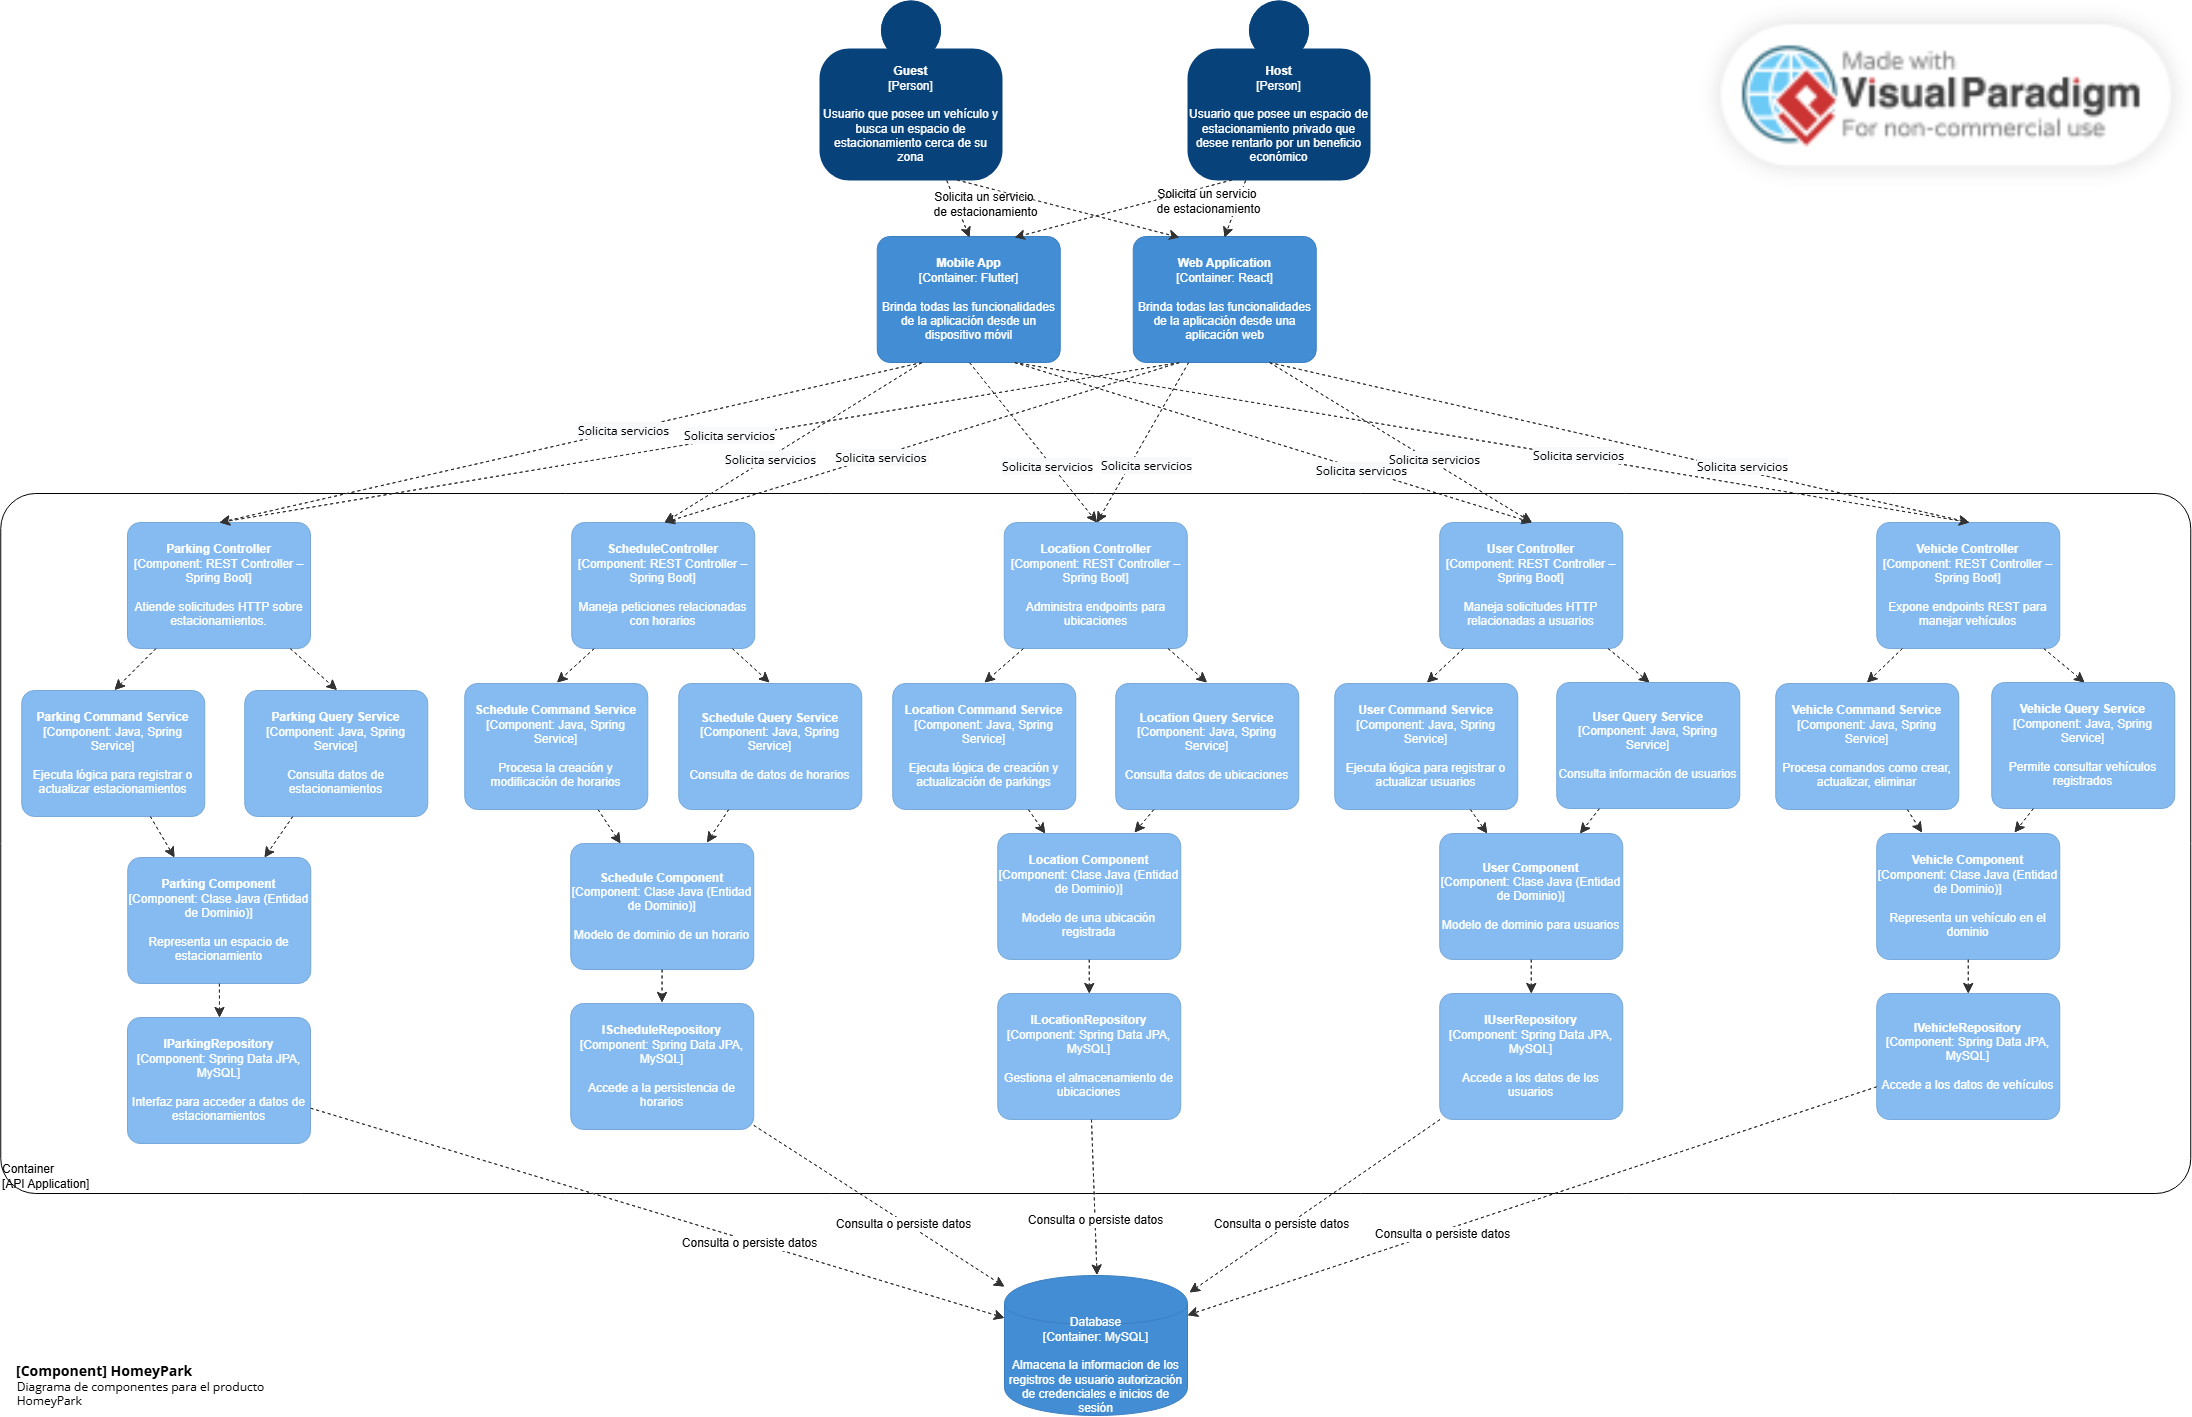 Guest
[Person]
Usuario que posee un vehículo y
busca un espacio de
estacionamiento cerca de su
zona
Host
[Person]
Usuario que posee un espacio de
estacionamiento privado que
desee rentarlo por un beneficio
económico
Made with
Visual Paradigm
For non-commercial use
Solicita un servicio
de estacionamiento
Solicita un servicio
de estacionamiento
Mobile App
[Container: Flutter]
Brinda todas las funcionalidades
de la aplicación desde un
dispositivo móvil
Web Application
[Container: React]
Brinda todas las funcionalidades
de la aplicación desde una
aplicación web
Solicita servicios
Solicita servicios
Solicita servicios
Solicita servicios
Solicita servicios
Solicita servicios
Solicita servicios
Solicita servicios
Solicita servicios
Solicita servicios
Parking Controller
[Component: REST Controller –
Spring Boot]
Atiende solicitudes HTTP sobre
estacionamientos.
ScheduleController
[Component: REST Controller –
Spring Boot]
Maneja peticiones relacionadas
con horarios
Location Controller
[Component: REST Controller –
Spring Boot]
Administra endpoints para
ubicaciones
User Controller
[Component: REST Controller –
Spring Boot]
Maneja solicitudes HTTP
relacionadas a usuarios
Vehicle Controller
[Component: REST Controller –
Spring Boot]
Expone endpoints REST para
manejar vehículos
Parking Command Service
[Component: Java, Spring
Service]
Ejecuta lógica para registrar o
actualizar estacionamientos
Parking Query Service
[Component: Java, Spring
Service]
Consulta datos de
estacionamientos
Schedule Command Service
[Component: Java, Spring
Service]
Procesa la creación y
modificación de horarios
Schedule Query Service
[Component: Java, Spring
Service]
Consulta de datos de horarios
Location Command Service
[Component: Java, Spring
Service]
Ejecuta lógica de creación y
actualización de parkings
Location Query Service
[Component: Java, Spring
Service]
Consulta datos de ubicaciones
User Command Service
[Component: Java, Spring
Service]
Ejecuta lógica para registrar o
actualizar usuarios
User Query Service
[Component: Java, Spring
Service]
Consulta información de usuarios
Vehicle Command Service
[Component: Java, Spring
Service]
Procesa comandos como crear,
actualizar, eliminar
Vehicle Query Service
[Component: Java, Spring
Service]
Permite consultar vehículos
registrados
Parking Component
[Component: Clase Java (Entidad
de Dominio)]
Representa un espacio de
estacionamiento
Schedule Component
[Component: Clase Java (Entidad
de Dominio)]
Modelo de dominio de un horario
Location Component
[Component: Clase Java (Entidad
de Dominio)]
Modelo de una ubicación
registrada
User Component
[Component: Clase Java (Entidad
de Dominio)]
Modelo de dominio para usuarios
Vehicle Component
[Component: Clase Java (Entidad
de Dominio)]
Representa un vehículo en el
dominio
IParkingRepository
[Component: Spring Data JPA,
MySQL]
Interfaz para acceder a datos de
estacionamientos
IScheduleRepository
[Component: Spring Data JPA,
MySQL]
Accede a la persistencia de
horarios
ILocationRepository
[Component: Spring Data JPA,
MySQL]
Gestiona el almacenamiento de
ubicaciones
IUserRepository
[Component: Spring Data JPA,
MySQL]
Accede a los datos de los
usuarios
IVehicleRepository
[Component: Spring Data JPA,
MySQL]
Accede a los datos de vehículos
Container
[API Application]
Consulta o persiste datos
Consulta o persiste datos
Consulta o persiste datos
Consulta o persiste datos
Consulta o persiste datos
Database
[Container: MySQL]
Almacena la informacion de los
registros de usuario autorización
de credenciales e inicios de
sesión
[Component] HomeyPark
Diagrama de componentes para el producto
HomeyPark